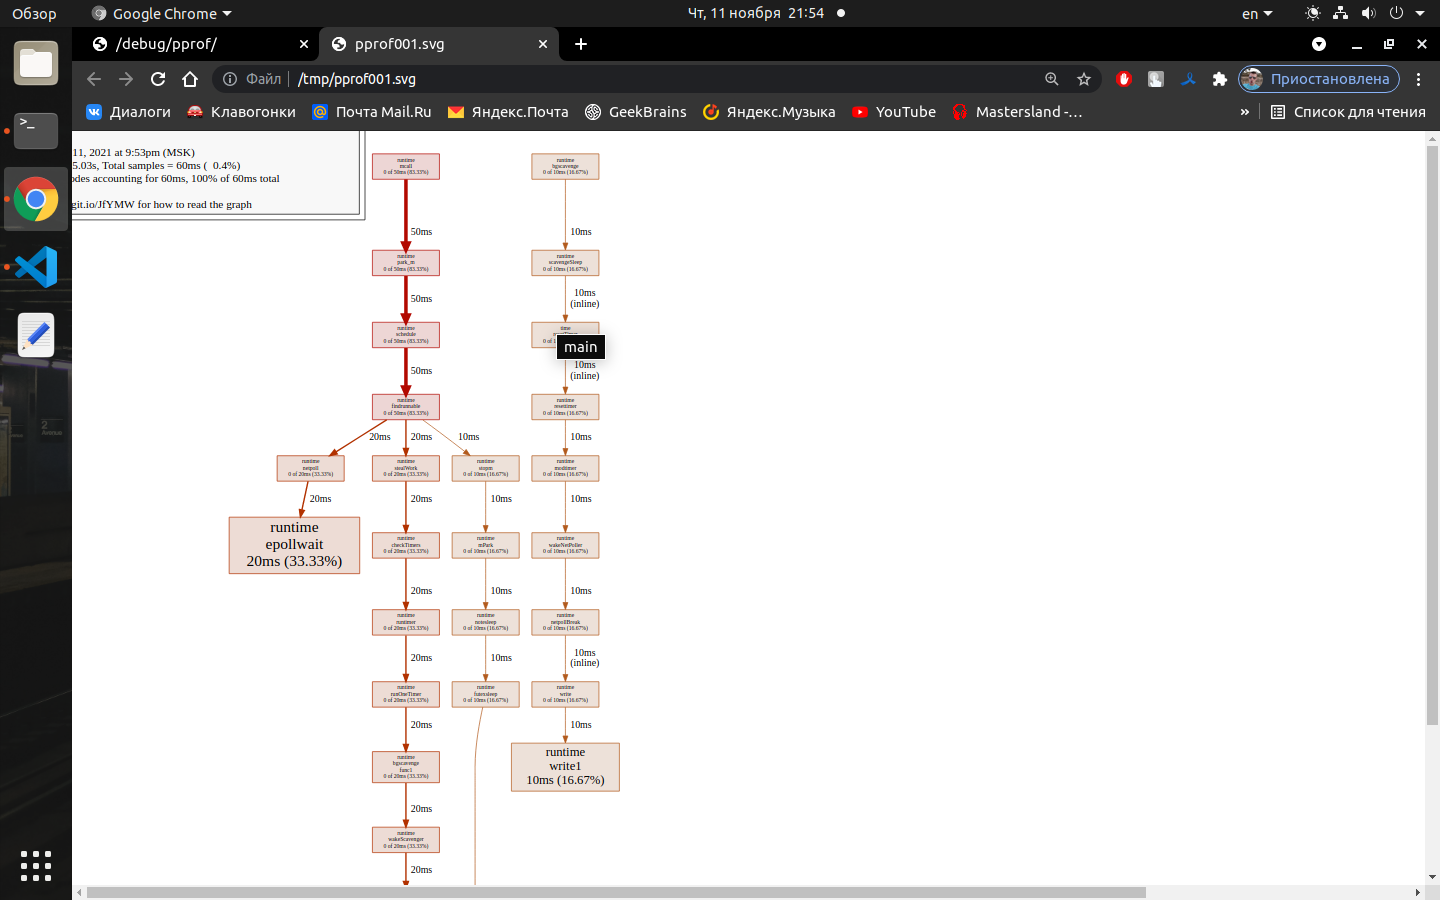 Обзор
Google Chrome
Чт, 11 ноября 21:54
en
/debug/pprof/
pprof001.svg
Файл
/tmp/pprof001.svg
Приостановлена
Диалоги
Клавогонки
Почта Mail.Ru
Яндекс.Почта
GeekBrains
Яндекс.Музыка
YouTube
Mastersland -…
»
Список для чтения
11, 2021 at 9:53pm (MSK)
5.03s, Total samples = 60ms ( 0.4%)
odes accounting for 60ms, 100% of 60ms total
git.io/JfYMW for how to read the graph
runtime
mcall
0 of 50ms (83.33%)
runtime
bgscavenge
0 of 10ms (16.67%)
50ms
10ms
runtime
park_m
0 of 50ms (83.33%)
runtime
scavengeSleep
0 of 10ms (16.67%)
50ms
10ms
(inline)
runtime
schedule
0 of 50ms (83.33%)
time
main
50ms
10ms
(inline)
runtime
findrunnable
0 of 50ms (83.33%)
runtime
resettimer
0 of 10ms (16.67%)
20ms
20ms
10ms
10ms
runtime
netpoll
0 of 20ms (33.33%)
runtime
stealWork
0 of 20ms (33.33%)
runtime
stopm
0 of 10ms (16.67%)
runtime
modtimer
0 of 10ms (16.67%)
20ms
20ms
10ms
10ms
runtime
epollwait
20ms (33.33%)
runtime
checkTimers
0 of 20ms (33.33%)
runtime
mPark
0 of 10ms (16.67%)
runtime
wakeNetPoller
0 of 10ms (16.67%)
20ms
10ms
10ms
runtime
runtimer
0 of 20ms (33.33%)
runtime
notesleep
0 of 10ms (16.67%)
runtime
netpollBreak
0 of 10ms (16.67%)
20ms
10ms
10ms
(inline)
runtime
runOneTimer
0 of 20ms (33.33%)
runtime
futexsleep
0 of 10ms (16.67%)
runtime
write
0 of 10ms (16.67%)
20ms
10ms
runtime
bgscavenge
func1
0 of 20ms (33.33%)
runtime
write1
10ms (16.67%)
20ms
runtime
wakeScavenger
0 of 20ms (33.33%)
20ms